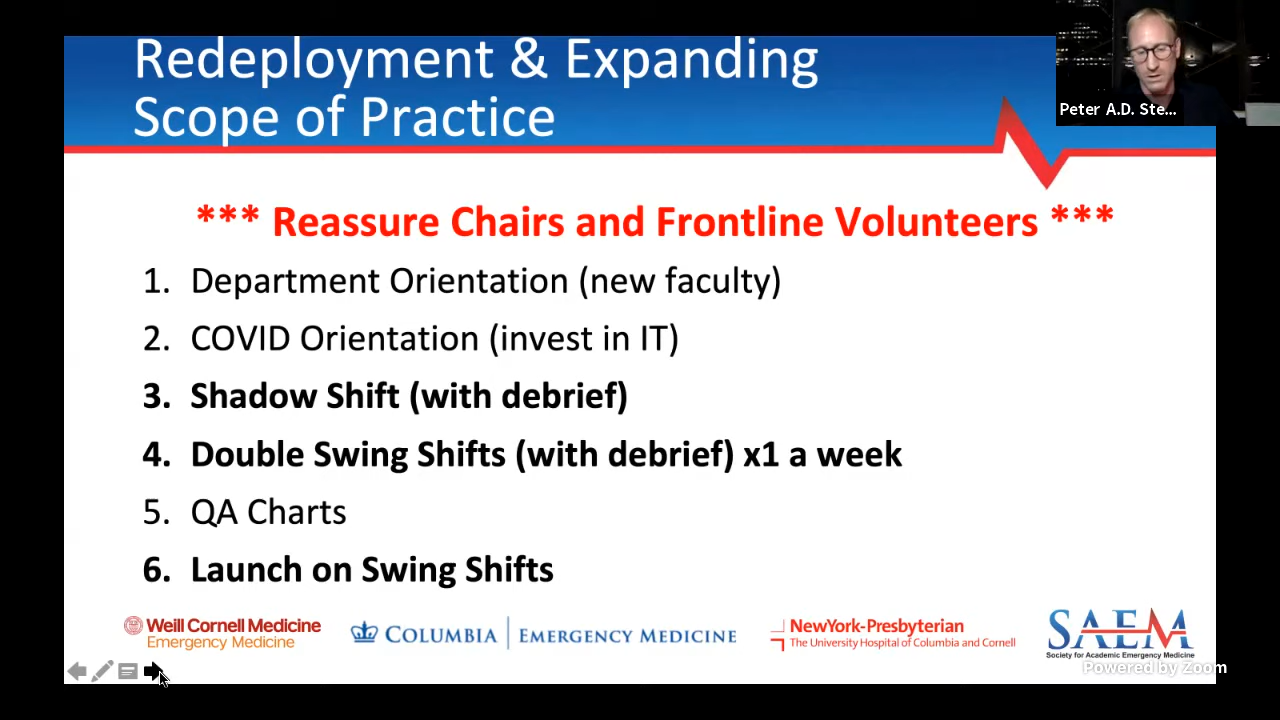 Redeployment & Expanding
Scope of Practice
Peter A.D. Ste...
*** Reassure Chairs and Frontline Volunteers ***
1. Department Orientation (new faculty)
2. COVID Orientation (invest in IT)
3. Shadow Shift (with debrief)
4. Double Swing Shifts (with debrief) x1 a week
5. QA Charts
6. Launch on Swing Shifts
Weill Cornell Medicine
Emergency Medicine
COLUMBIA | EMERGENCY MEDICINE
NewYork-Presbyterian
The University Hospital of Columbia and Cornell
SAEM
Society for Academic Emergency Medicine
Powered by Zoom